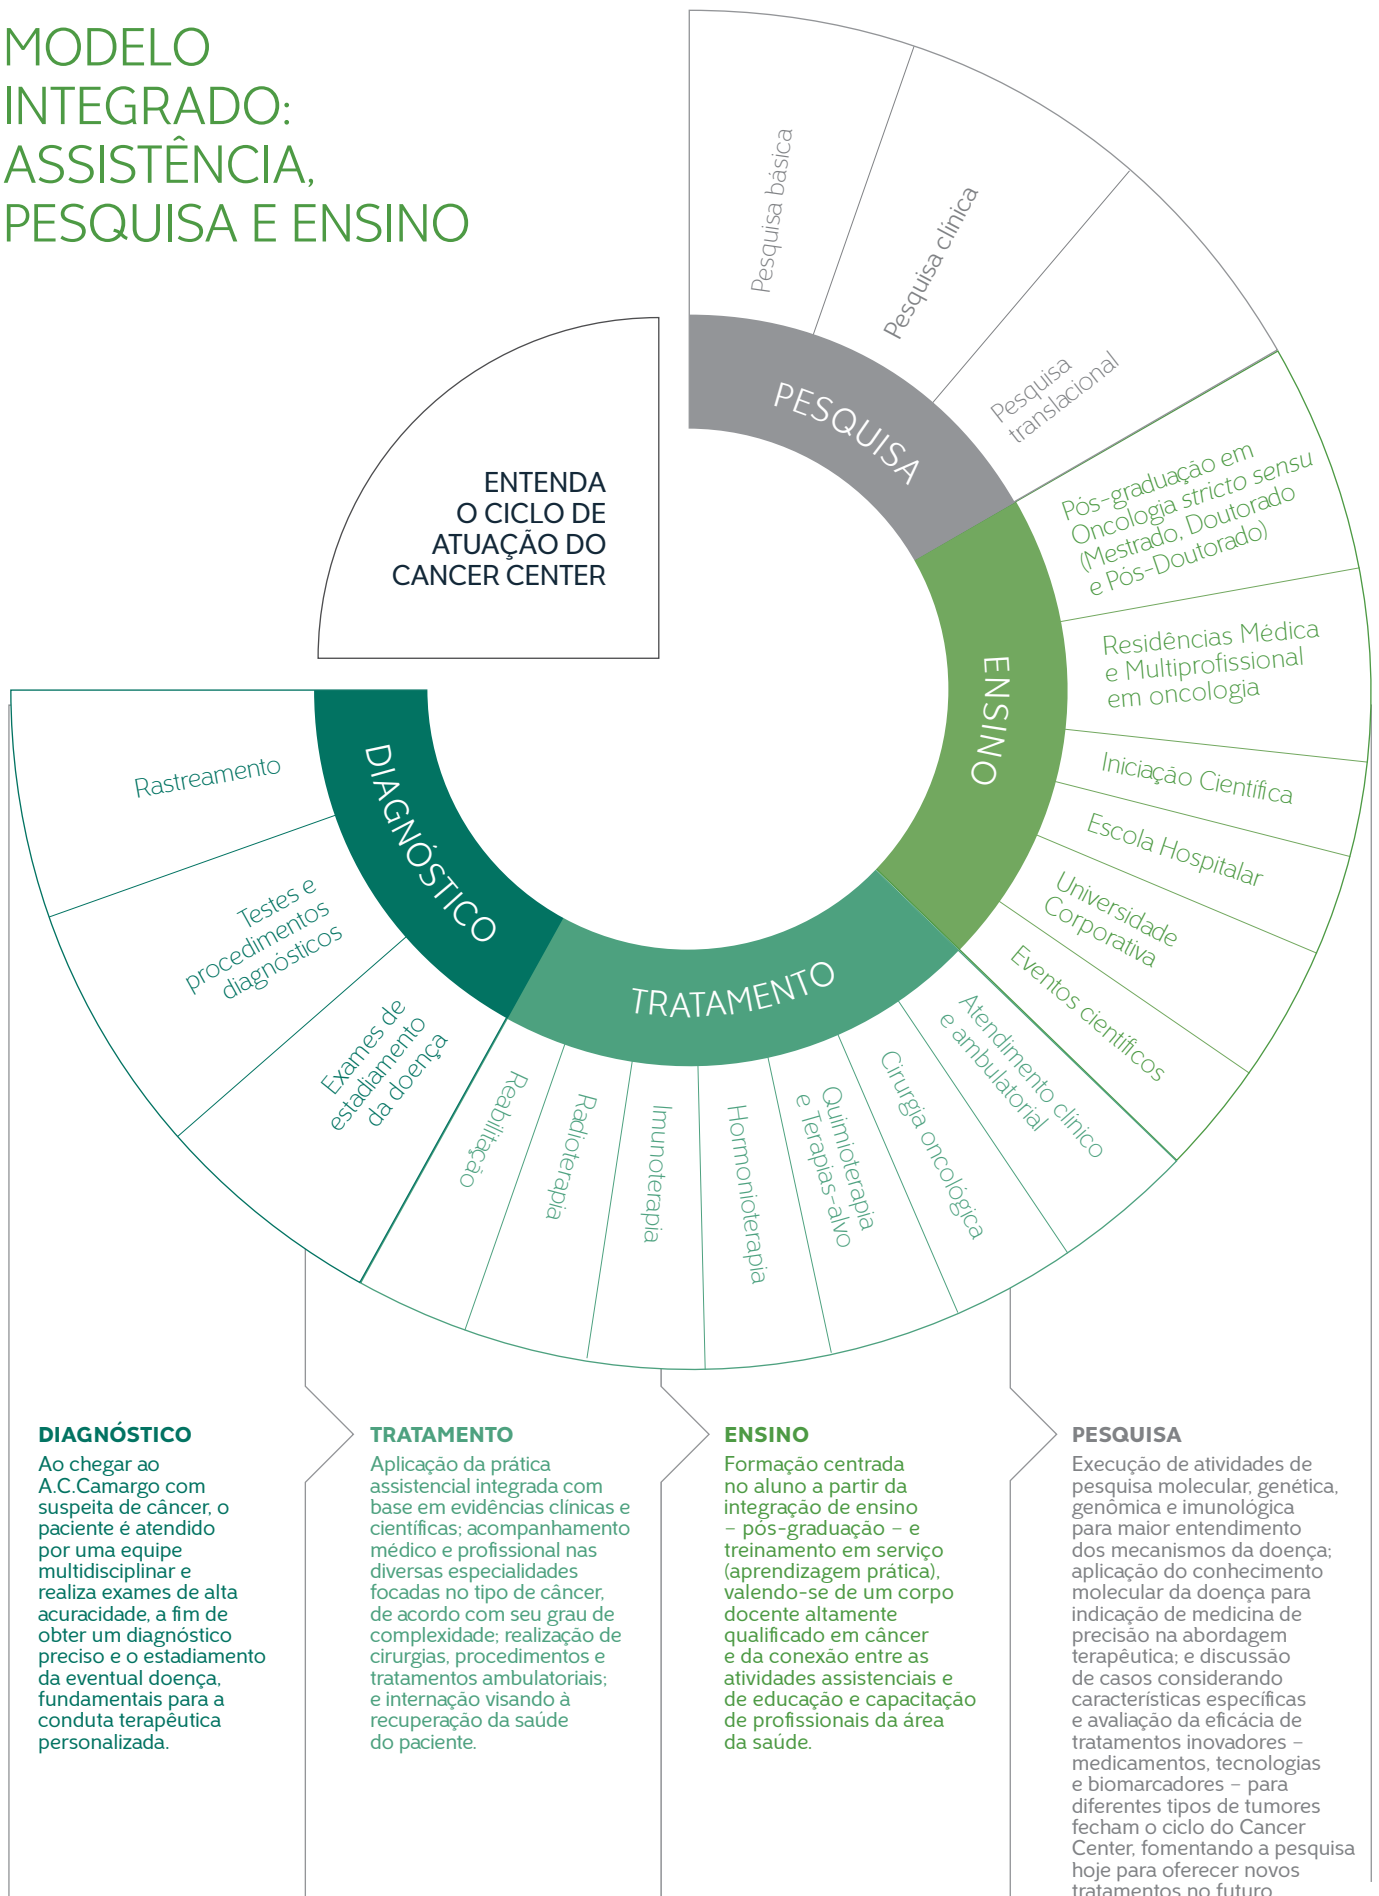 MODELO
INTEGRADO:
ASSISTÊNCIA,
PESQUISA E ENSINO
ENTENDA
O CICLO DE
ATUAÇÃO DO
CANCER CENTER
PESQUISA
Pesquisa básica
Pesquisa clínica
Pesquisa
translacional
ENSINO
Pós-graduação em
Oncologia stricto sensu
(Mestrado, Doutorado
e Pós-Doutorado)
Residências Médica
e Multiprofissional
em oncologia
Iniciação Científica
Escola Hospitalar
Universidade
Corporativa
Eventos científicos
TRATAMENTO
Atendimento clínico
e ambulatorial
Cirurgia oncológica
Quimioterapia
e Terapias-alvo
Hormonioterapia
Imunoterapia
Radioterapia
Reabilitação
DIAGNÓSTICO
Exames de
estadiamento
da doença
Testes e
procedimentos
diagnósticos
Rastreamento
DIAGNÓSTICO
Ao chegar ao
A.C.Camargo com
suspeita de câncer, o
paciente é atendido
por uma equipe
multidisciplinar e
realiza exames de alta
acuracidade, a fim de
obter um diagnóstico
preciso e o estadiamento
da eventual doença,
fundamentais para a
conduta terapêutica
personalizada.
TRATAMENTO
Aplicação da prática
assistencial integrada com
base em evidências clínicas e
científicas; acompanhamento
médico e profissional nas
diversas especialidades
focadas no tipo de câncer,
de acordo com seu grau de
complexidade; realização de
cirurgias, procedimentos e
tratamentos ambulatoriais;
e internação visando à
recuperação da saúde
do paciente.
ENSINO
Formação centrada
no aluno a partir da
integração de ensino
– pós-graduação – e
treinamento em serviço
(aprendizagem prática),
valendo-se de um corpo
docente altamente
qualificado em câncer
e da conexão entre as
atividades assistenciais e
de educação e capacitação
de profissionais da área
da saúde.
PESQUISA
Execução de atividades de
pesquisa molecular, genética,
genômica e imunológica
para maior entendimento
dos mecanismos da doença;
aplicação do conhecimento
molecular da doença para
indicação de medicina de
precisão na abordagem
terapêutica; e discussão
de casos considerando
características específicas
e avaliação da eficácia de
tratamentos inovadores –
medicamentos, tecnologias
e biomarcadores – para
diferentes tipos de tumores
fecham o ciclo do Cancer
Center, fomentando a pesquisa
hoje para oferecer novos
tratamentos no futuro